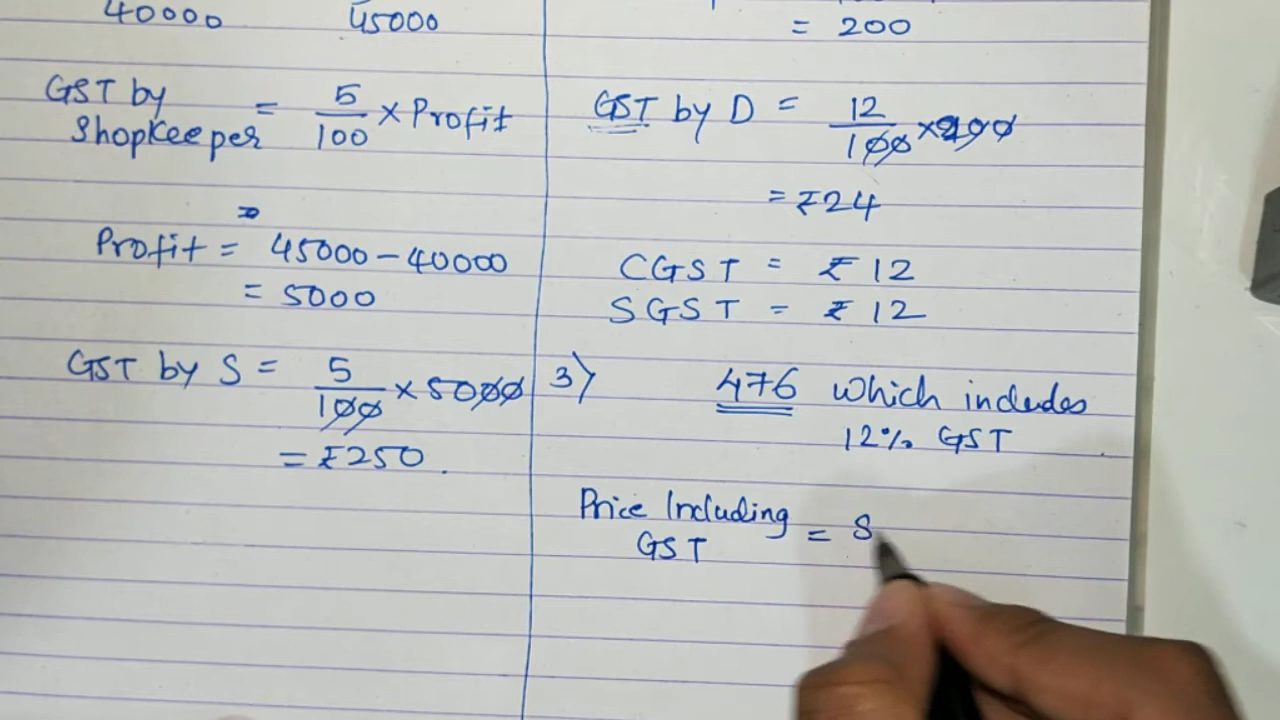 40000 45000
GST by
Shopkeeper = 5/100 × Profit
Profit = 45000 - 40000
= 5000
GST by S = 5/100 × 5000
= ₹250.
= 200
GST by D = 12/100 × 200
= ₹24
CGST = ₹12
SGST = ₹12
3) 476 which includes
12% GST
Price Including
GST = S